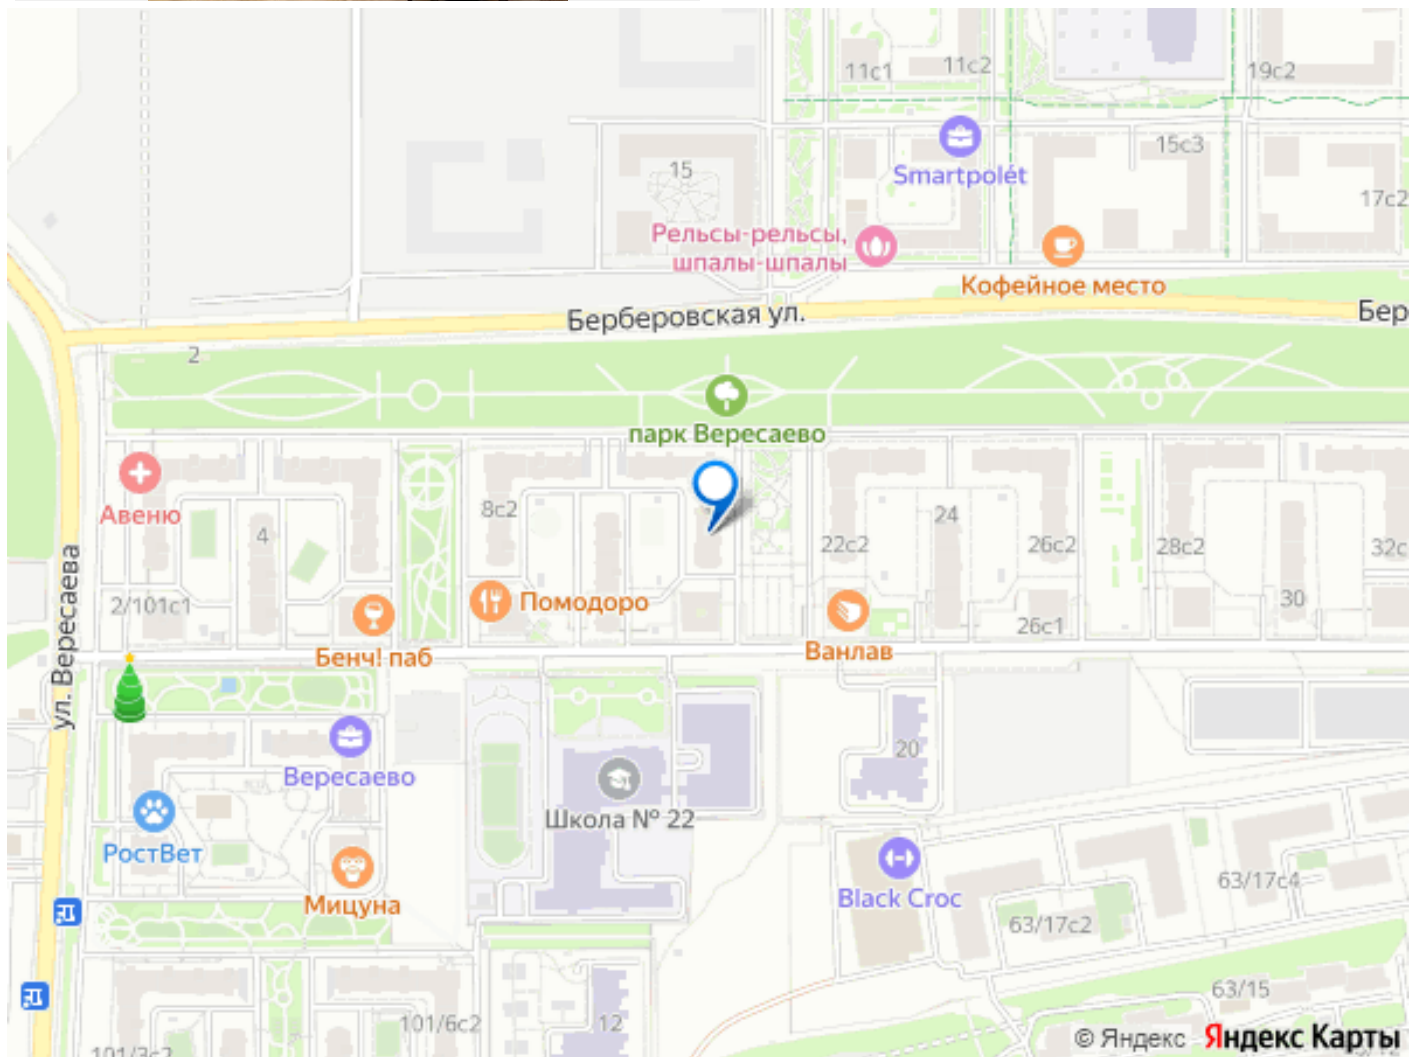 11с1
11с2
19с2
15с3
15
Smartpolét
17с2
Рельсы-рельсы,
шпалы-шпалы
Кофейное место
Берберовская ул.
Бер
2
парк Вересаево
Авеню
8с2
4
24
22с2
26с2
28с2
32с
2/101с1
Помодоро
30
26с1
Бенч! паб
Ванлав
ул. Вересаева
20
Вересаево
Школа № 22
РостВет
Мицуна
Black Croc
63/17с4
63/17с2
63/15
101/6с2
12
101/3с2
© Яндекс Яндекс Карты